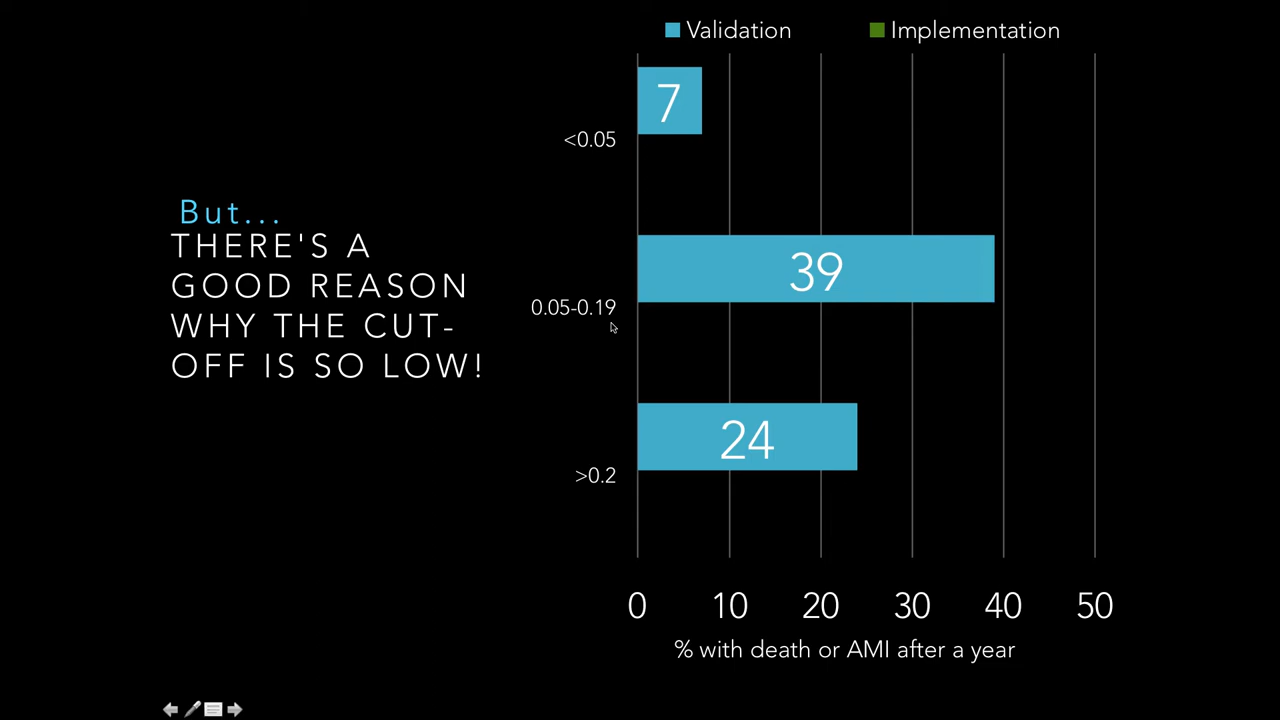 But...
THERE'S A
GOOD REASON
WHY THE CUT-
OFF IS SO LOW!
Validation
Implementation
<0.05
7
0.05-0.19
39
>0.2
24
0 10 20 30 40 50
% with death or AMI after a year